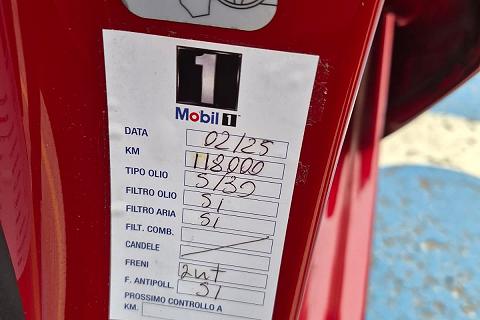 1
Mobil 1
DATA 02/25
KM 118000
TIPO OLIO 5/30
FILTRO OLIO SI
FILTRO ARIA SI
FILT. COMB.
CANDELE
FRENI
F. ANTIPOLL. SI
PROSSIMO CONTROLLO A
KM.